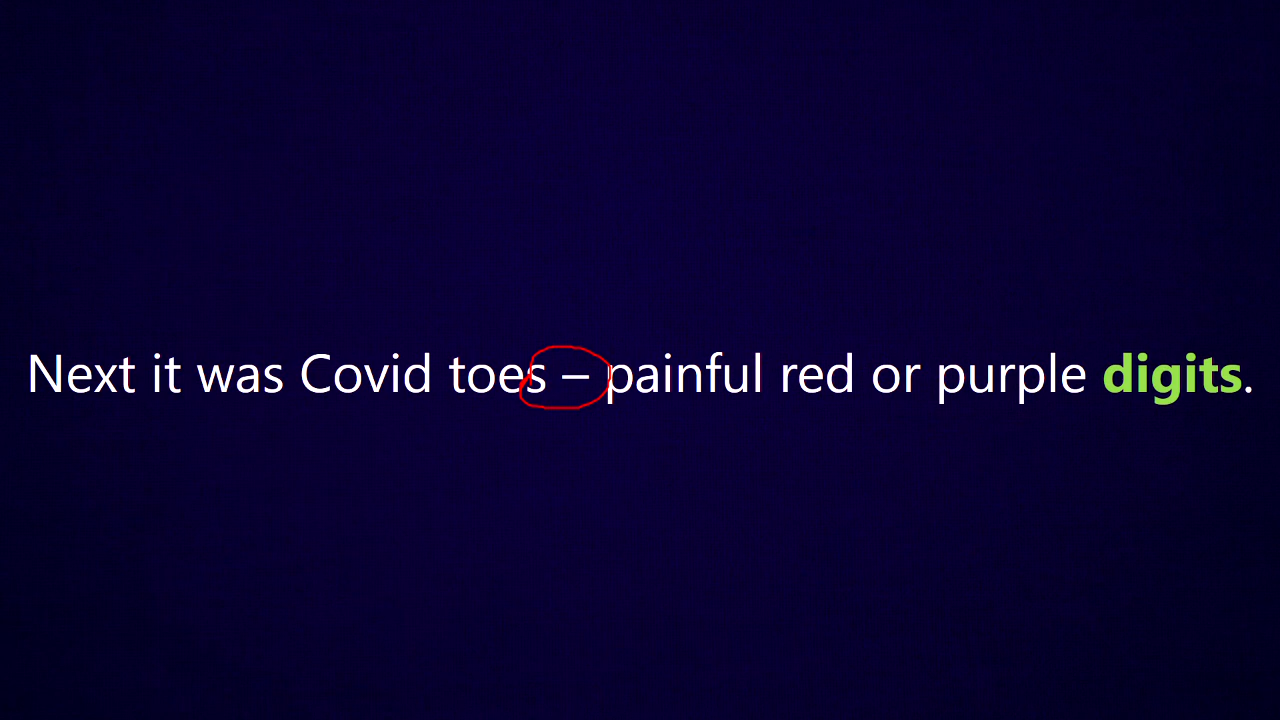 Next it was Covid toes – painful red or purple digits.